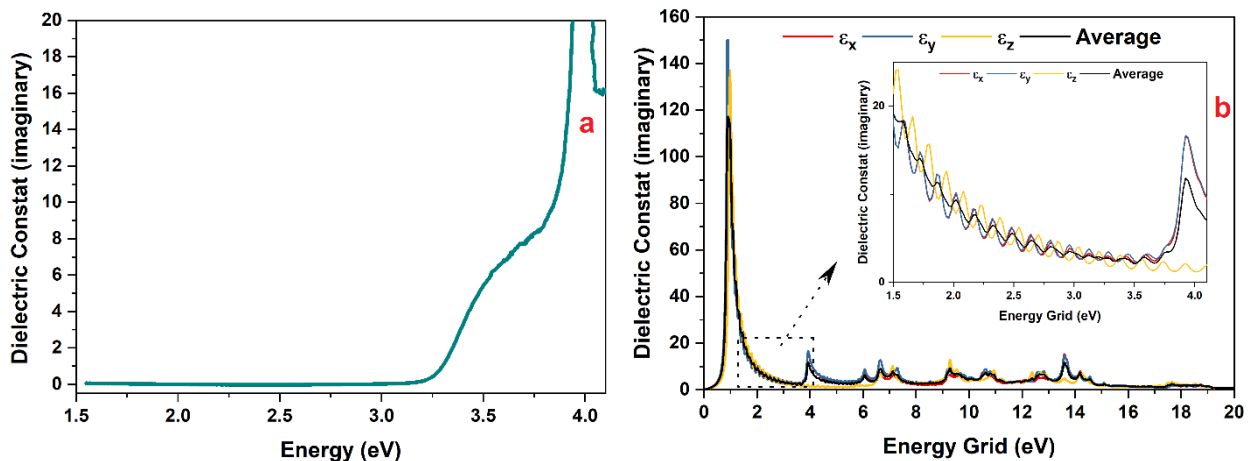 Dielectric Constat (imaginary)
20
18
16
14
12
10
8
6
4
2
0
1.5 2.0 2.5 3.0 3.5 4.0
Energy (eV)
a
Dielectric Constat (imaginary)
160
140
120
100
80
60
40
20
0
0 2 4 6 8 10 12 14 16 18 20
Energy Grid (eV)
εx εy εz Average
b
εx εy εz Average
Dielectric Constat (imaginary)
20
0
1.5 2.0 2.5 3.0 3.5 4.0
Energy Grid (eV)